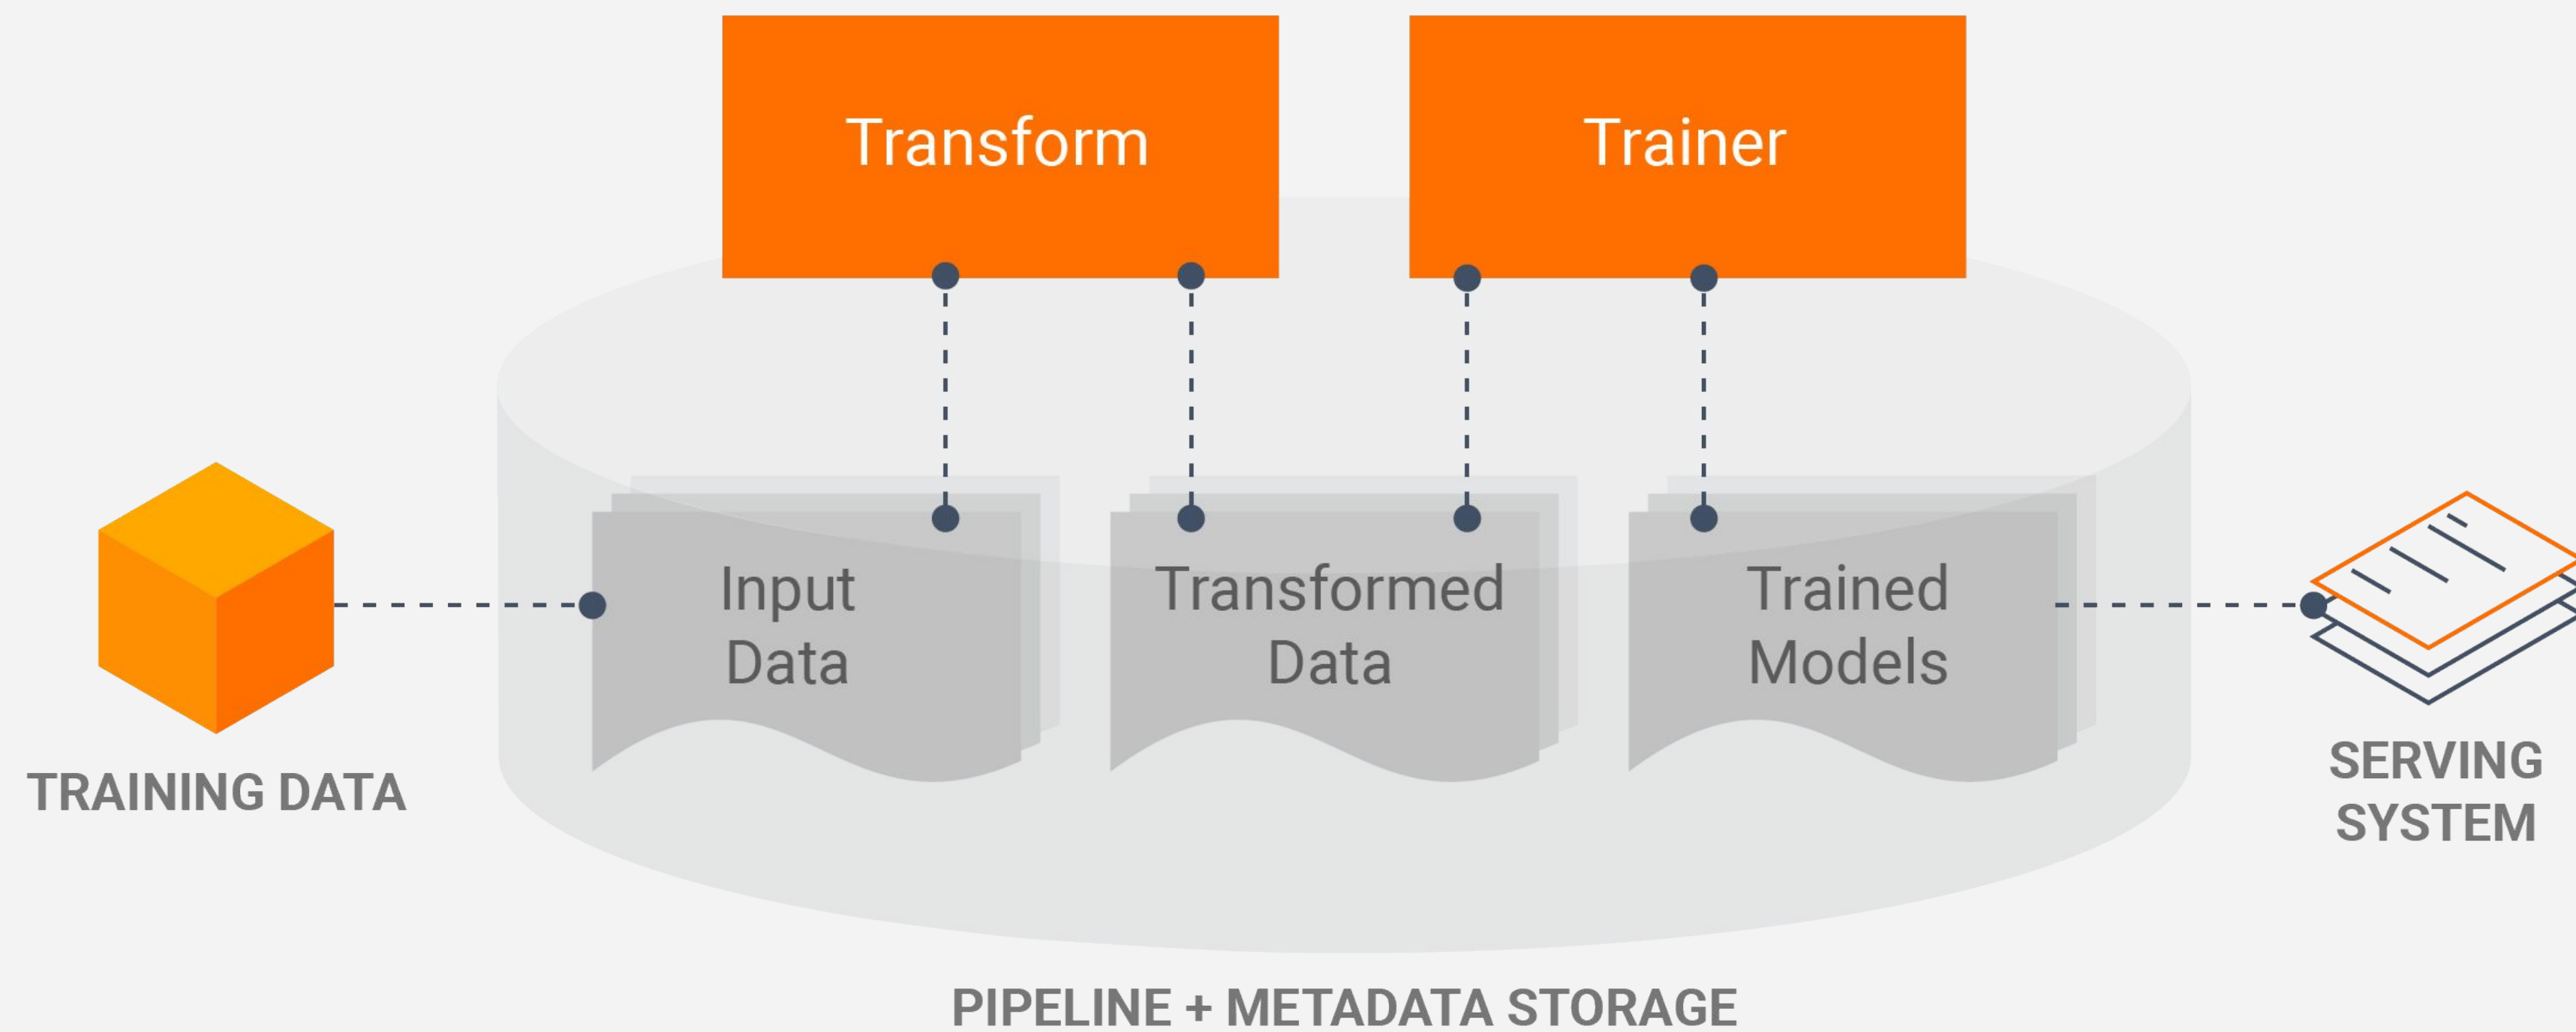 Transform
Trainer
Input
Data
Transformed
Data
Trained
Models
TRAINING DATA
SERVING
SYSTEM
PIPELINE + METADATA STORAGE